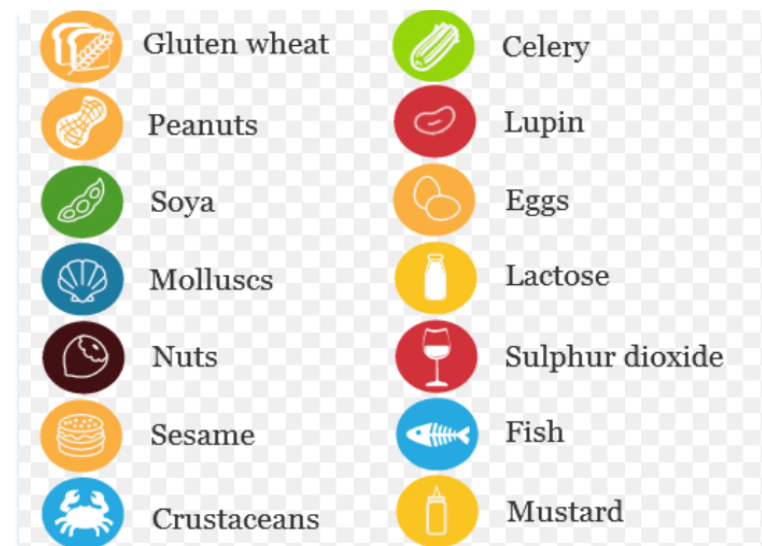 Gluten wheat
Peanuts
Soya
Molluscs
Nuts
Sesame
Crustaceans
Celery
Lupin
Eggs
Lactose
Sulphur dioxide
Fish
Mustard